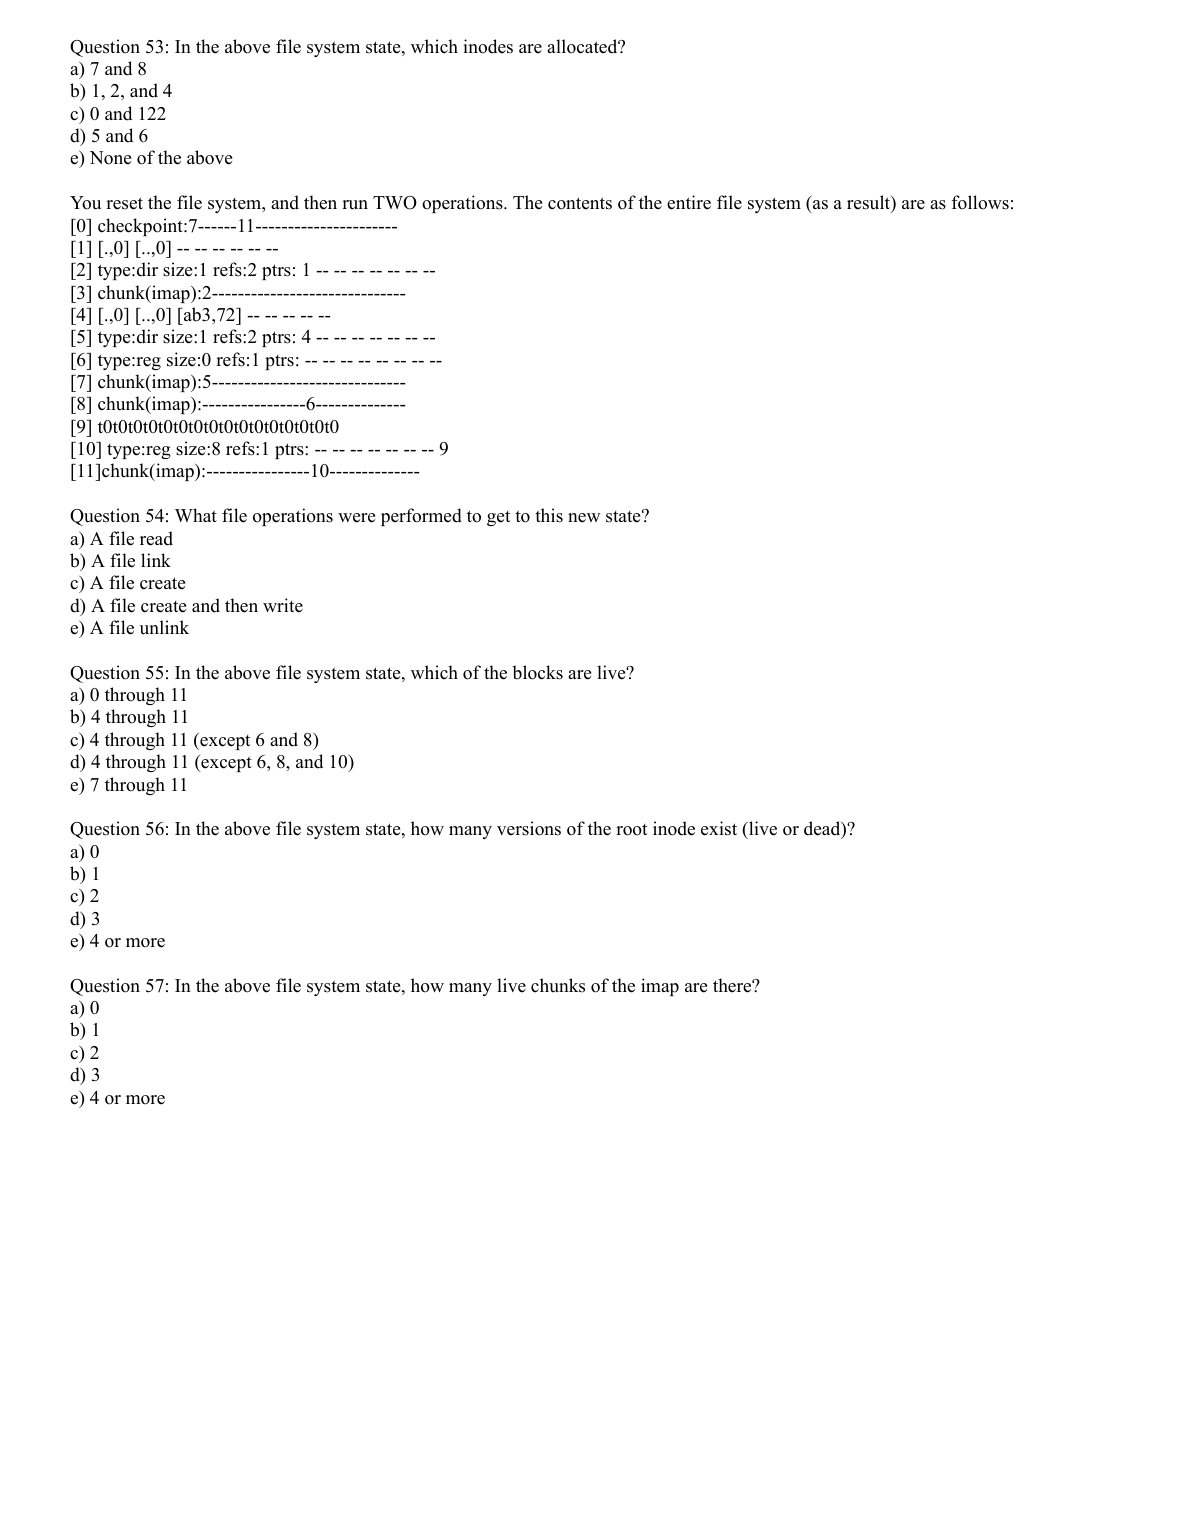 Question 53: In the above file system state, which inodes are allocated?
a) 7 and 8
b) 1, 2, and 4
c) 0 and 122
d) 5 and 6
e) None of the above
You reset the file system, and then run TWO operations. The contents of the entire file system (as a result) are as follows:
[0] checkpoint:7------11----------------------
[1] [.,0] [..,0] -- -- -- -- -- --
[2] type:dir size:1 refs:2 ptrs: 1 -- -- -- -- -- -- --
[3] chunk(imap):2------------------------------
[4] [.,0] [..,0] [ab3,72] -- -- -- -- --
[5] type:dir size:1 refs:2 ptrs: 4 -- -- -- -- -- -- --
[6] type:reg size:0 refs:1 ptrs: -- -- -- -- -- -- -- --
[7] chunk(imap):5------------------------------
[8] chunk(imap):----------------6--------------
[9] t0t0t0t0t0t0t0t0t0t0t0t0t0t0t0t0
[10] type:reg size:8 refs:1 ptrs: -- -- -- -- -- -- -- 9
[11]chunk(imap):----------------10--------------
Question 54: What file operations were performed to get to this new state?
a) A file read
b) A file link
c) A file create
d) A file create and then write
e) A file unlink
Question 55: In the above file system state, which of the blocks are live?
a) 0 through 11
b) 4 through 11
c) 4 through 11 (except 6 and 8)
d) 4 through 11 (except 6, 8, and 10)
e) 7 through 11
Question 56: In the above file system state, how many versions of the root inode exist (live or dead)?
a) 0
b) 1
c) 2
d) 3
e) 4 or more
Question 57: In the above file system state, how many live chunks of the imap are there?
a) 0
b) 1
c) 2
d) 3
e) 4 or more